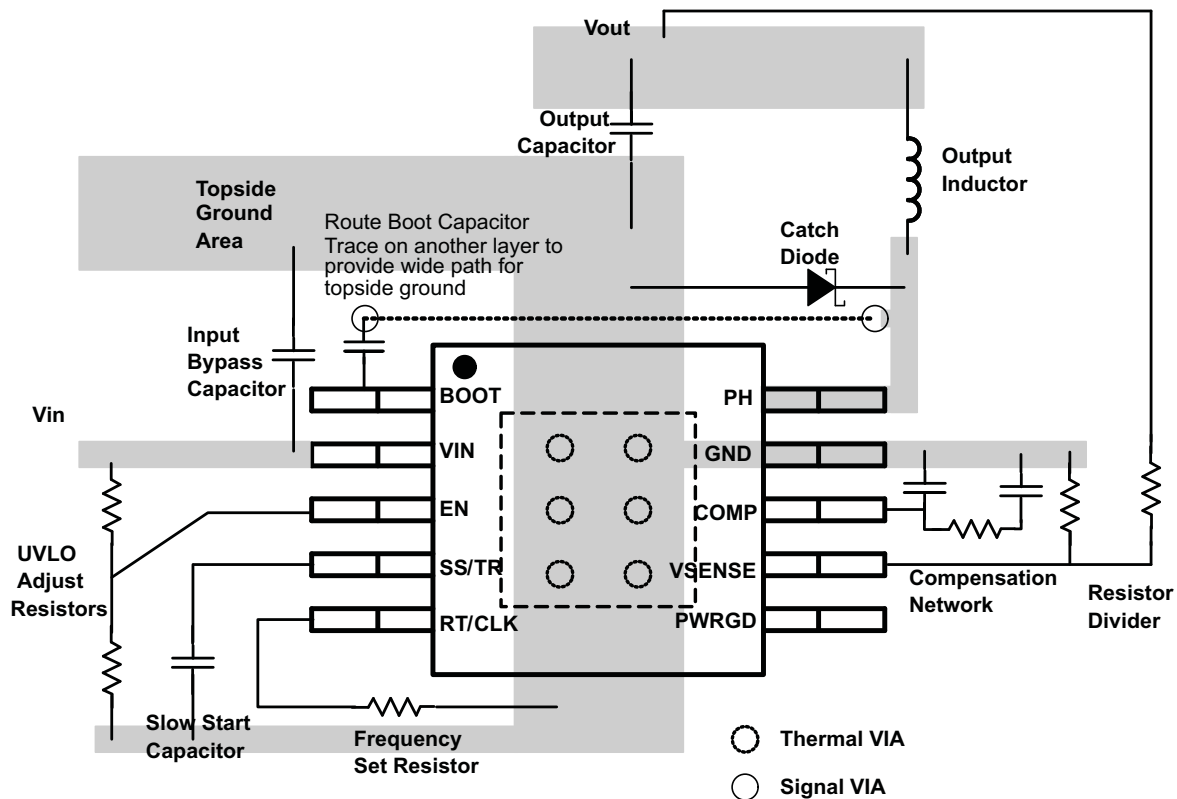 Vout
Output
Capacitor
Output
Inductor
Topside
Ground
Area
Route Boot Capacitor
Trace on another layer to
provide wide path for
topside ground
Catch
Diode
Input
Bypass
Capacitor
Vin
BOOT
VIN
EN
SS/TR
RT/CLK
PH
GND
COMP
VSENSE
PWRGD
UVLO
Adjust
Resistors
Compensation
Network
Resistor
Divider
Slow Start
Capacitor
Frequency
Set Resistor
Thermal VIA
Signal VIA